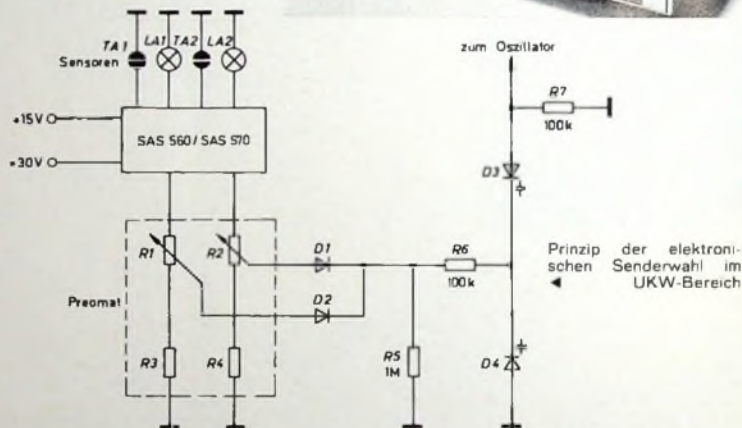 TA1 LA1 TA2 LA2
Sensoren
zum Oszillator
R7
100k
+15V
SAS 560/SAS 570
+30V
D3
R1
R2
D1
R6
100k
Prinzip der elektroni-
schen Senderwahl im
◄ UKW-Bereich
Preomat
D2
R3
R4
R5
1M
D4